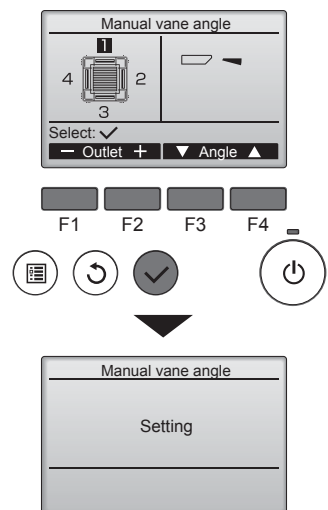 Manual vane angle
1
4 2
3
Select:
− Outlet + ▼ Angle ▲
F1 F2 F3 F4
Manual vane angle
Setting